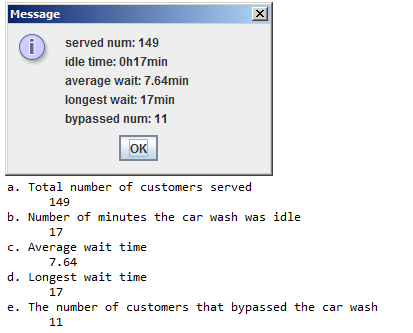 Message
served num: 149
idle time: 0h17min
average wait: 7.64min
longest wait: 17min
bypassed num: 11
OK
a. Total number of customers served
149
b. Number of minutes the car wash was idle
17
c. Average wait time
7.64
d. Longest wait time
17
e. The number of customers that bypassed the car wash
11